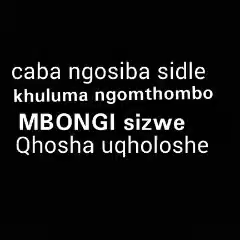 caba ngosiba sidle
khuluma ngomthombo
MBONGI sizwe
Qhosha uqholoshe